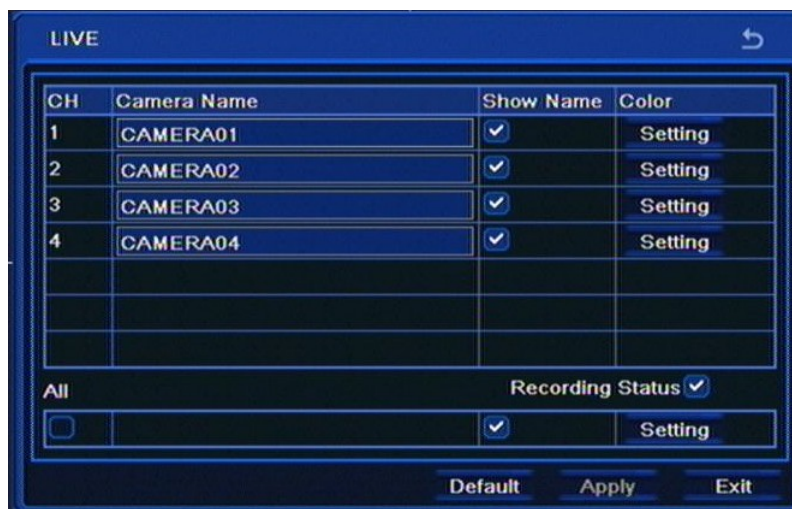 LIVE
CH Camera Name Show Name Color
1 CAMERA01 Setting
2 CAMERA02 Setting
3 CAMERA03 Setting
4 CAMERA04 Setting
All Recording Status
Setting
Default Apply Exit